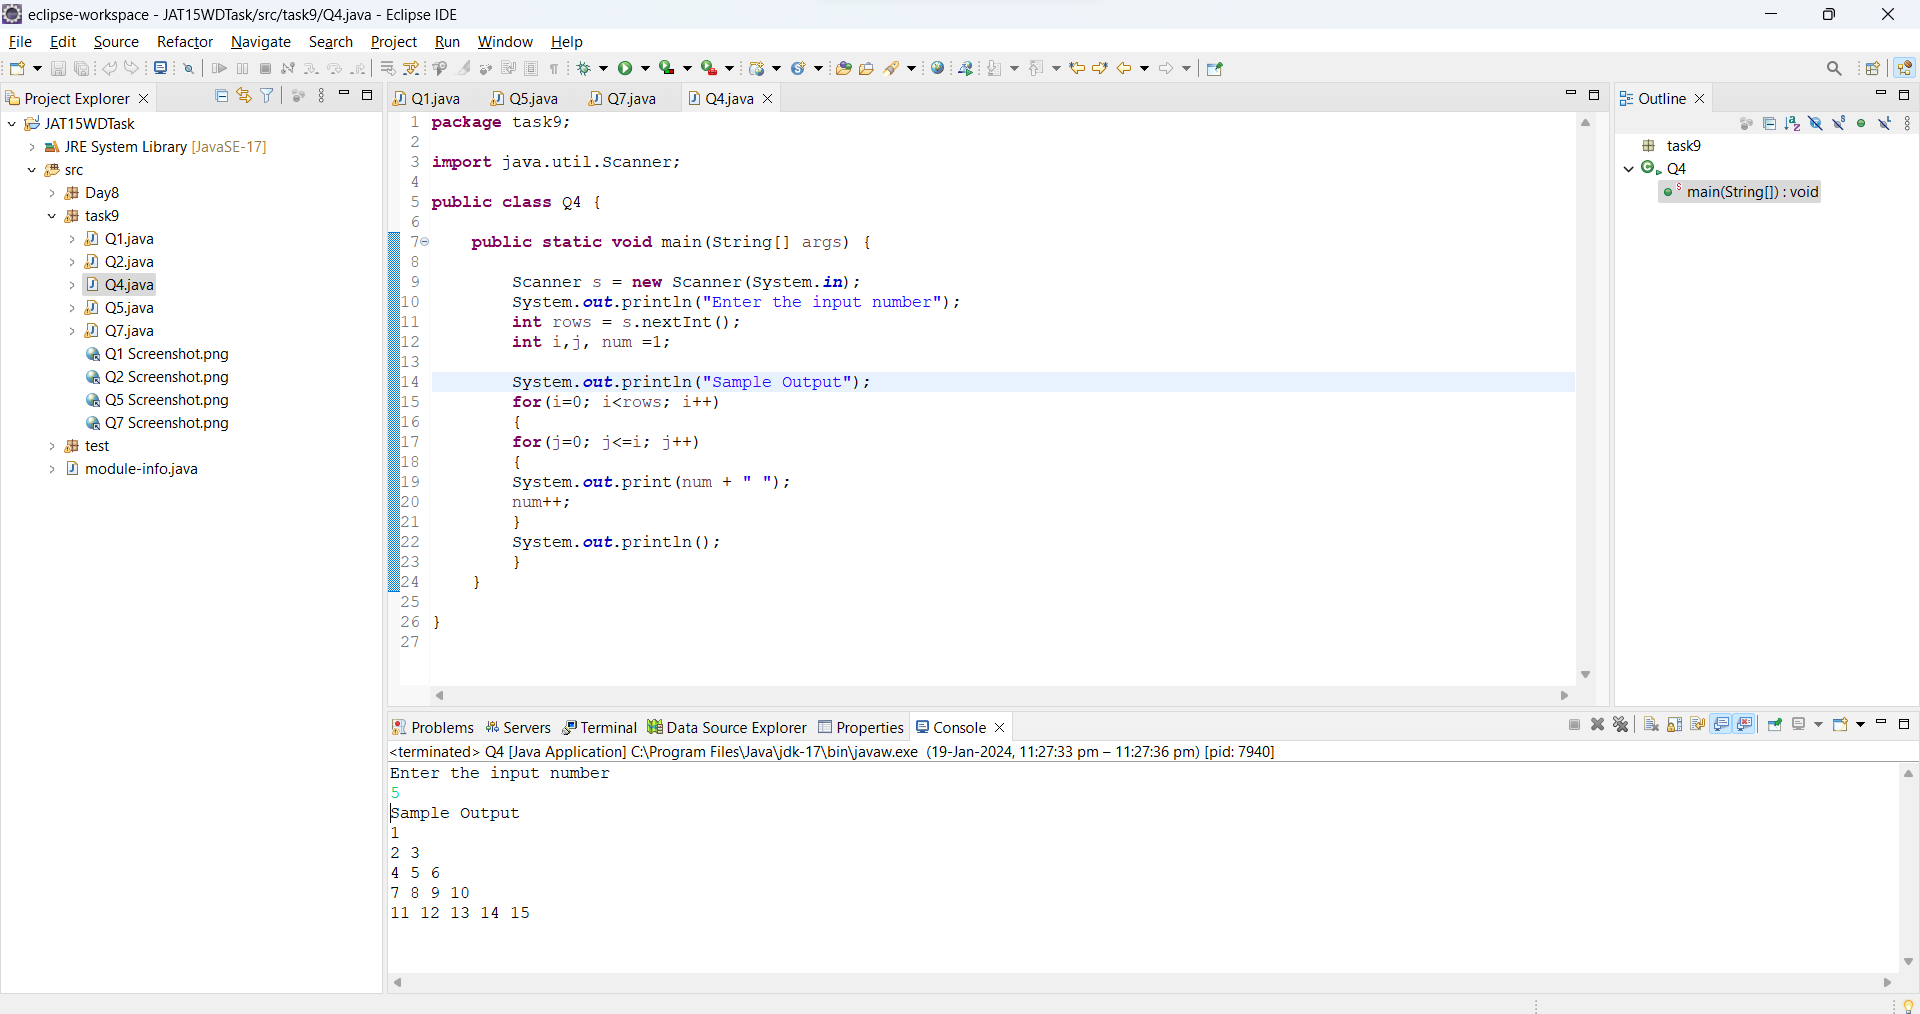 eclipse-workspace - JAT15WDTask/src/task9/Q4.java - Eclipse IDE
File Edit Source Refactor Navigate Search Project Run Window Help
Project Explorer
JAT15WDTask
JRE System Library [JavaSE-17]
src
Day8
task9
Q1.java
Q2.java
Q4.java
Q5.java
Q7.java
Q1 Screenshot.png
Q2 Screenshot.png
Q5 Screenshot.png
Q7 Screenshot.png
test
module-info.java
Q1.java Q5.java Q7.java Q4.java
1 package task9;
2
3 import java.util.Scanner;
4
5 public class Q4 {
6
7 public static void main(String[] args) {
8
9 Scanner s = new Scanner(System.in);
10 System.out.println("Enter the input number");
11 int rows = s.nextInt();
12 int i,j, num =1;
13
14 System.out.println("Sample Output");
15 for(i=0; i<rows; i++)
16 {
17 for(j=0; j<=i; j++)
18 {
19 System.out.print(num + " ");
20 num++;
21 }
22 System.out.println();
23 }
24 }
25
26 }
27
Outline
task9
Q4
main(String[]) : void
Problems Servers Terminal Data Source Explorer Properties Console
<terminated> Q4 [Java Application] C:\Program Files\Java\jdk-17\bin\javaw.exe (19-Jan-2024, 11:27:33 pm – 11:27:36 pm) [pid: 7940]
Enter the input number
5
Sample Output
1
2 3
4 5 6
7 8 9 10
11 12 13 14 15